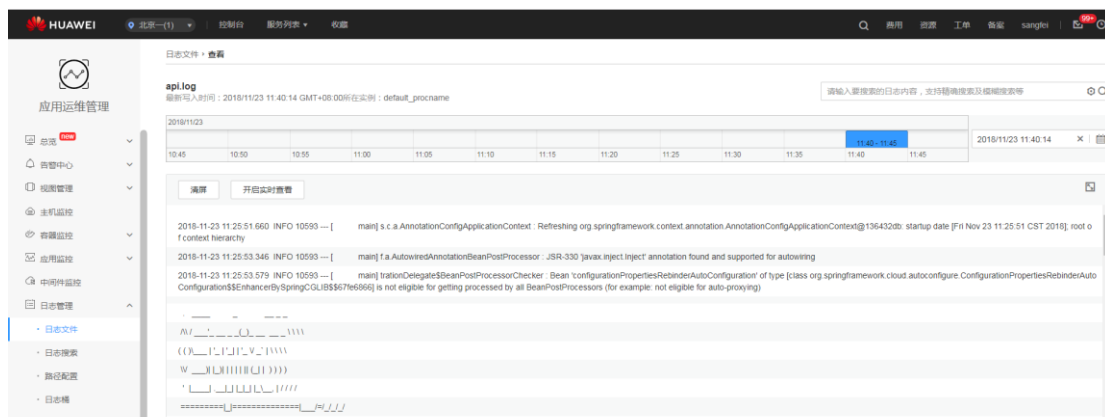 HUAWEI 北京一(1) 控制台 服务列表 收藏 费用 资源 工单 备案 sangfei 99+
应用运维管理
总览 new
告警中心
视图管理
主机监控
容器监控
应用监控
中间件监控
日志管理
日志文件
日志搜索
路径配置
日志桶
日志文件 › 查看
api.log
最新写入时间：2018/11/23 11:40:14 GMT+08:00所在实例：default_procname
请输入要搜索的日志内容，支持精确搜索及模糊搜索等
2018/11/23
11:40 - 11:45
2018/11/23 11:40:14
10:45 10:50 10:55 11:00 11:05 11:10 11:15 11:20 11:25 11:30 11:35 11:40 11:45
清屏 开启实时查看
2018-11-23 11:25:51.660 INFO 10593 --- [ main] s.c.a.AnnotationConfigApplicationContext : Refreshing org.springframework.context.annotation.AnnotationConfigApplicationContext@136432db: startup date [Fri Nov 23 11:25:51 CST 2018]; root o
f context hierarchy
2018-11-23 11:25:53.346 INFO 10593 --- [ main] f.a.AutowiredAnnotationBeanPostProcessor : JSR-330 'javax.inject.Inject' annotation found and supported for autowiring
2018-11-23 11:25:53.579 INFO 10593 --- [ main] trationDelegate$BeanPostProcessorChecker : Bean 'configurationPropertiesRebinderAutoConfiguration' of type [class org.springframework.cloud.autoconfigure.ConfigurationPropertiesRebinderAuto
Configuration$$EnhancerBySpringCGLIB$$67fe6866] is not eligible for getting processed by all BeanPostProcessors (for example: not eligible for auto-proxying)